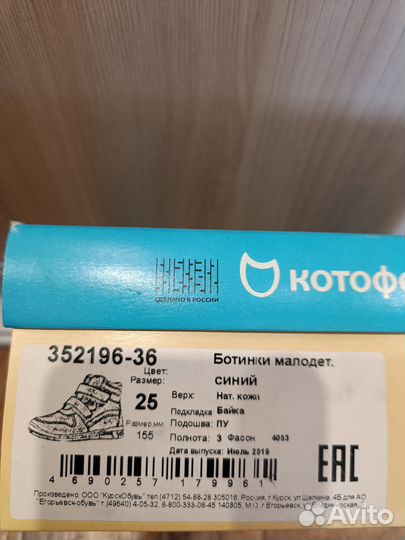 СДЕЛАНО В РОССИИ
КОТОФЕ
352196-36
Ботинки малодет.
Цвет:
СИНИЙ
Размер:
25
Верх: Нат. кожа
Подкладка Байка
Размер,мм:
155
Подошва: ПУ
Полнота: 3 Фасон 4053
Дата выпуска: Июль 2019
4 690257 179961
EAC
Произведено: ООО "КурскОбувь" тел (4712) 54-88-28 305016, Россия, г.Курск, ул.Щепкина, 4Б для АО
"Егорьевск-обувь" т.(49640) 4-05-32, 8-800-333-08-45 140305, М.О. г.Егорьевск, ул.
Avito